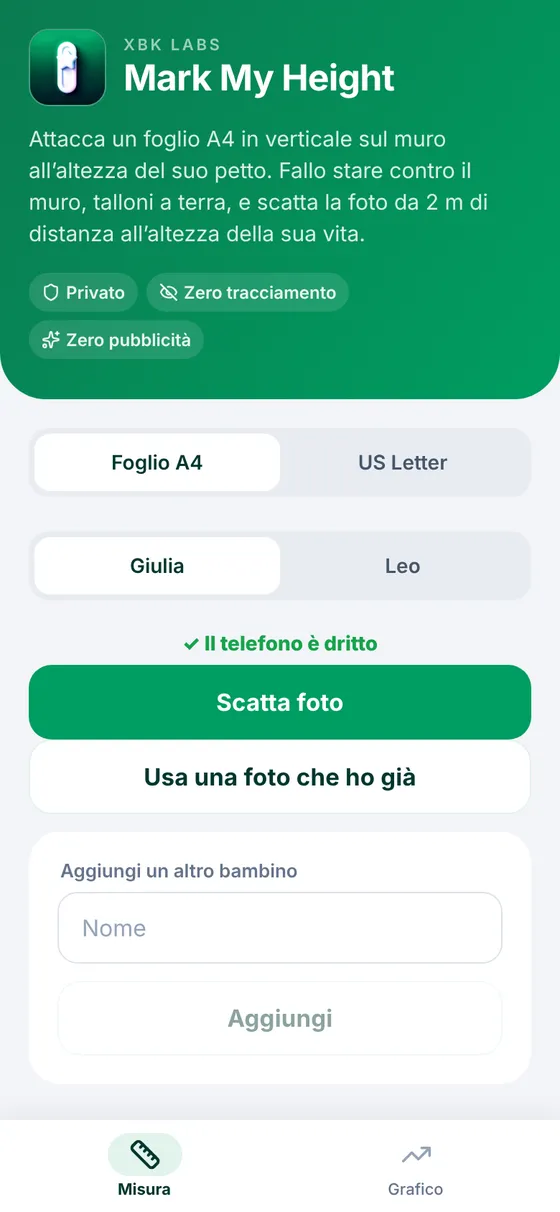 XBK LABS
Mark My Height
Attacca un foglio A4 in verticale sul muro
all’altezza del suo petto. Fallo stare contro il
muro, talloni a terra, e scatta la foto da 2 m di
distanza all’altezza della sua vita.
Privato
Zero tracciamento
Zero pubblicità
Foglio A4
US Letter
Giulia
Leo
✓ Il telefono è dritto
Scatta foto
Usa una foto che ho già
Aggiungi un altro bambino
Nome
Aggiungi
Misura
Grafico